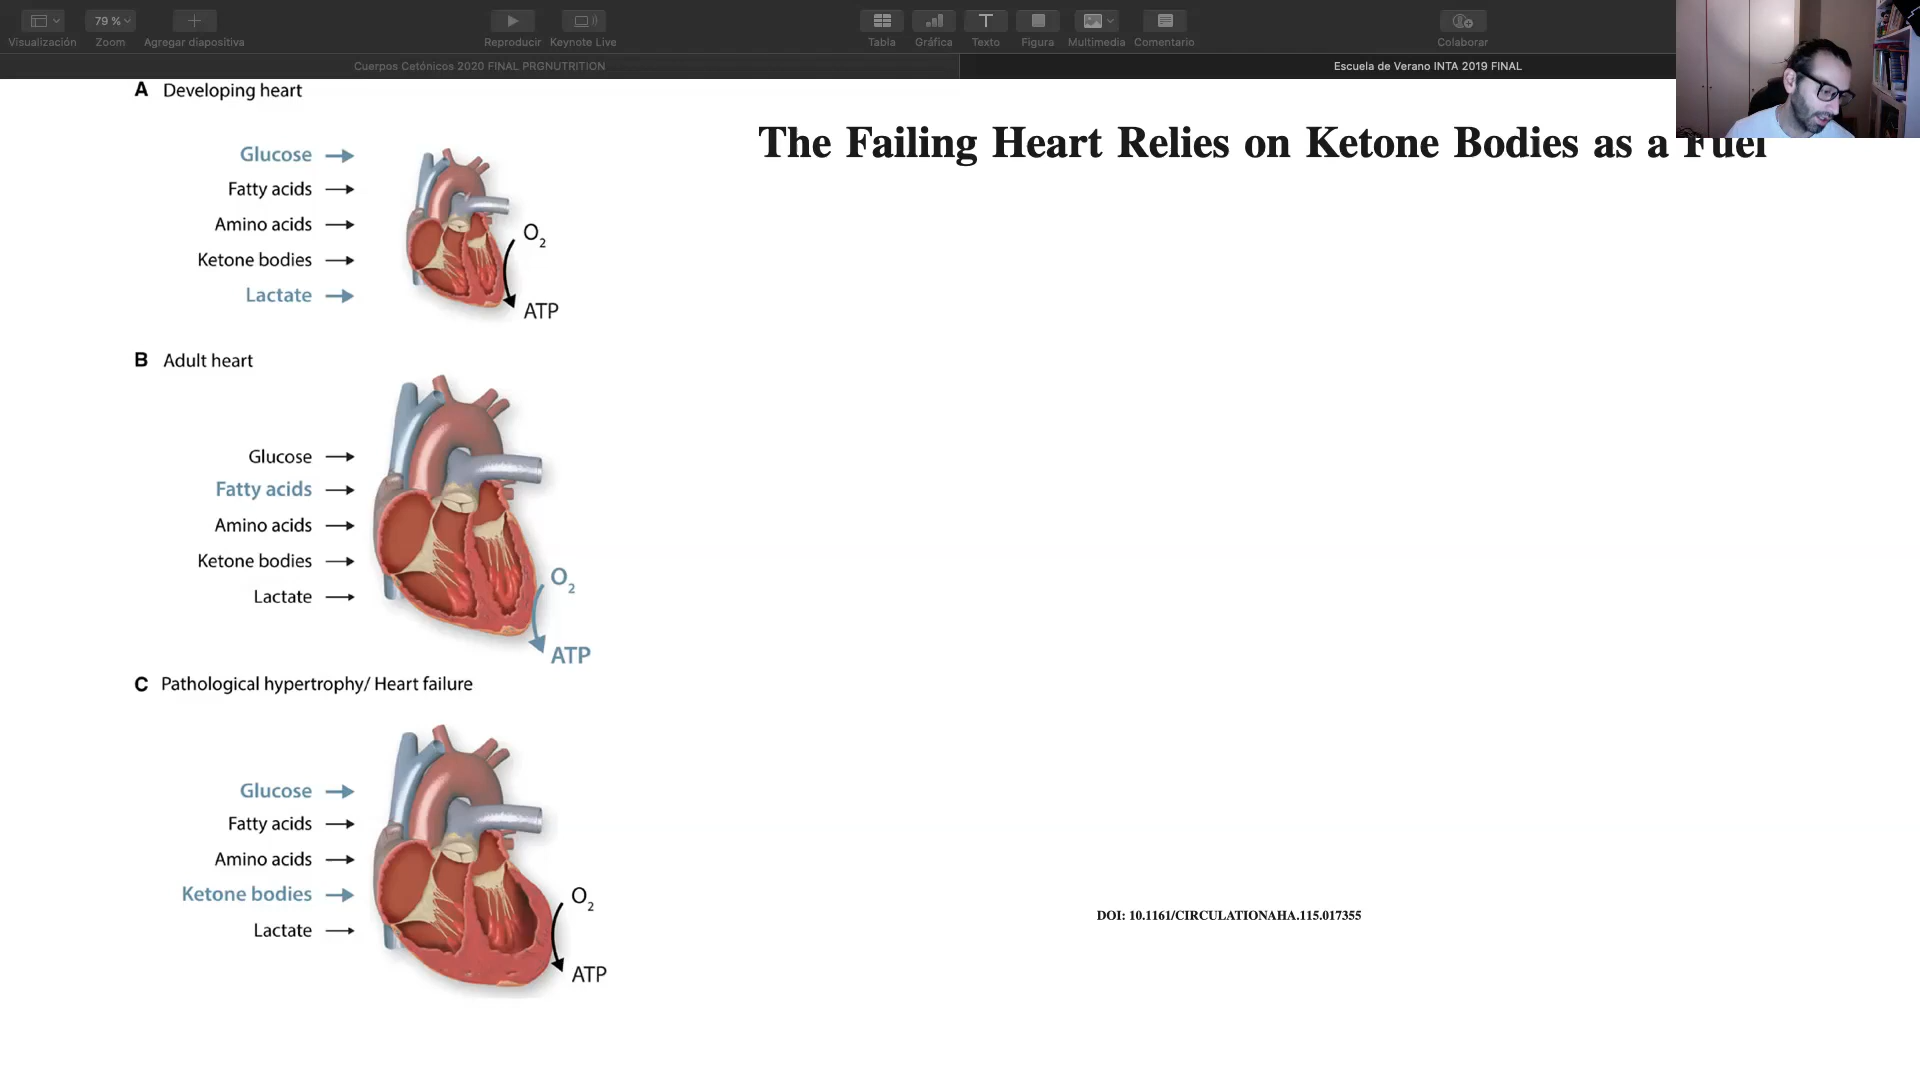 79 %
Visualización
Zoom
Agregar diapositiva
Reproducir
Keynote Live
Tabla
Gráfica
Texto
Figura
Multimedia
Comentario
Colaborar
Cuerpos Cetónicos 2020 FINAL PRGNUTRITION
Escuela de Verano INTA 2019 FINAL
The Failing Heart Relies on Ketone Bodies as a Fuel
A Developing heart
Glucose
Fatty acids
Amino acids
Ketone bodies
Lactate
O2
ATP
B Adult heart
Glucose
Fatty acids
Amino acids
Ketone bodies
Lactate
O2
ATP
C Pathological hypertrophy/ Heart failure
Glucose
Fatty acids
Amino acids
Ketone bodies
Lactate
O2
ATP
DOI: 10.1161/CIRCULATIONAHA.115.017355